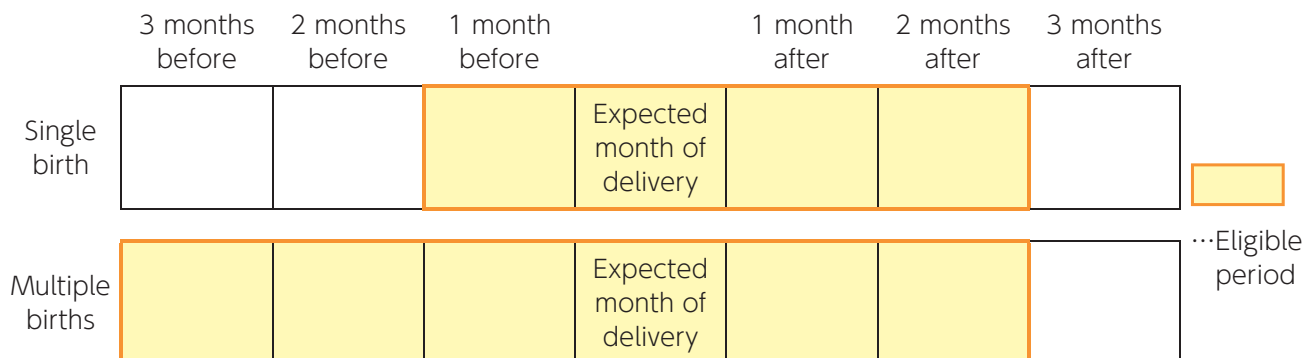 3 months 2 months 1 month 1 month 2 months 3 months
before before before after after after
Single
birth
Expected
month of
delivery
Multiple
births
Expected
month of
delivery
…Eligible
period